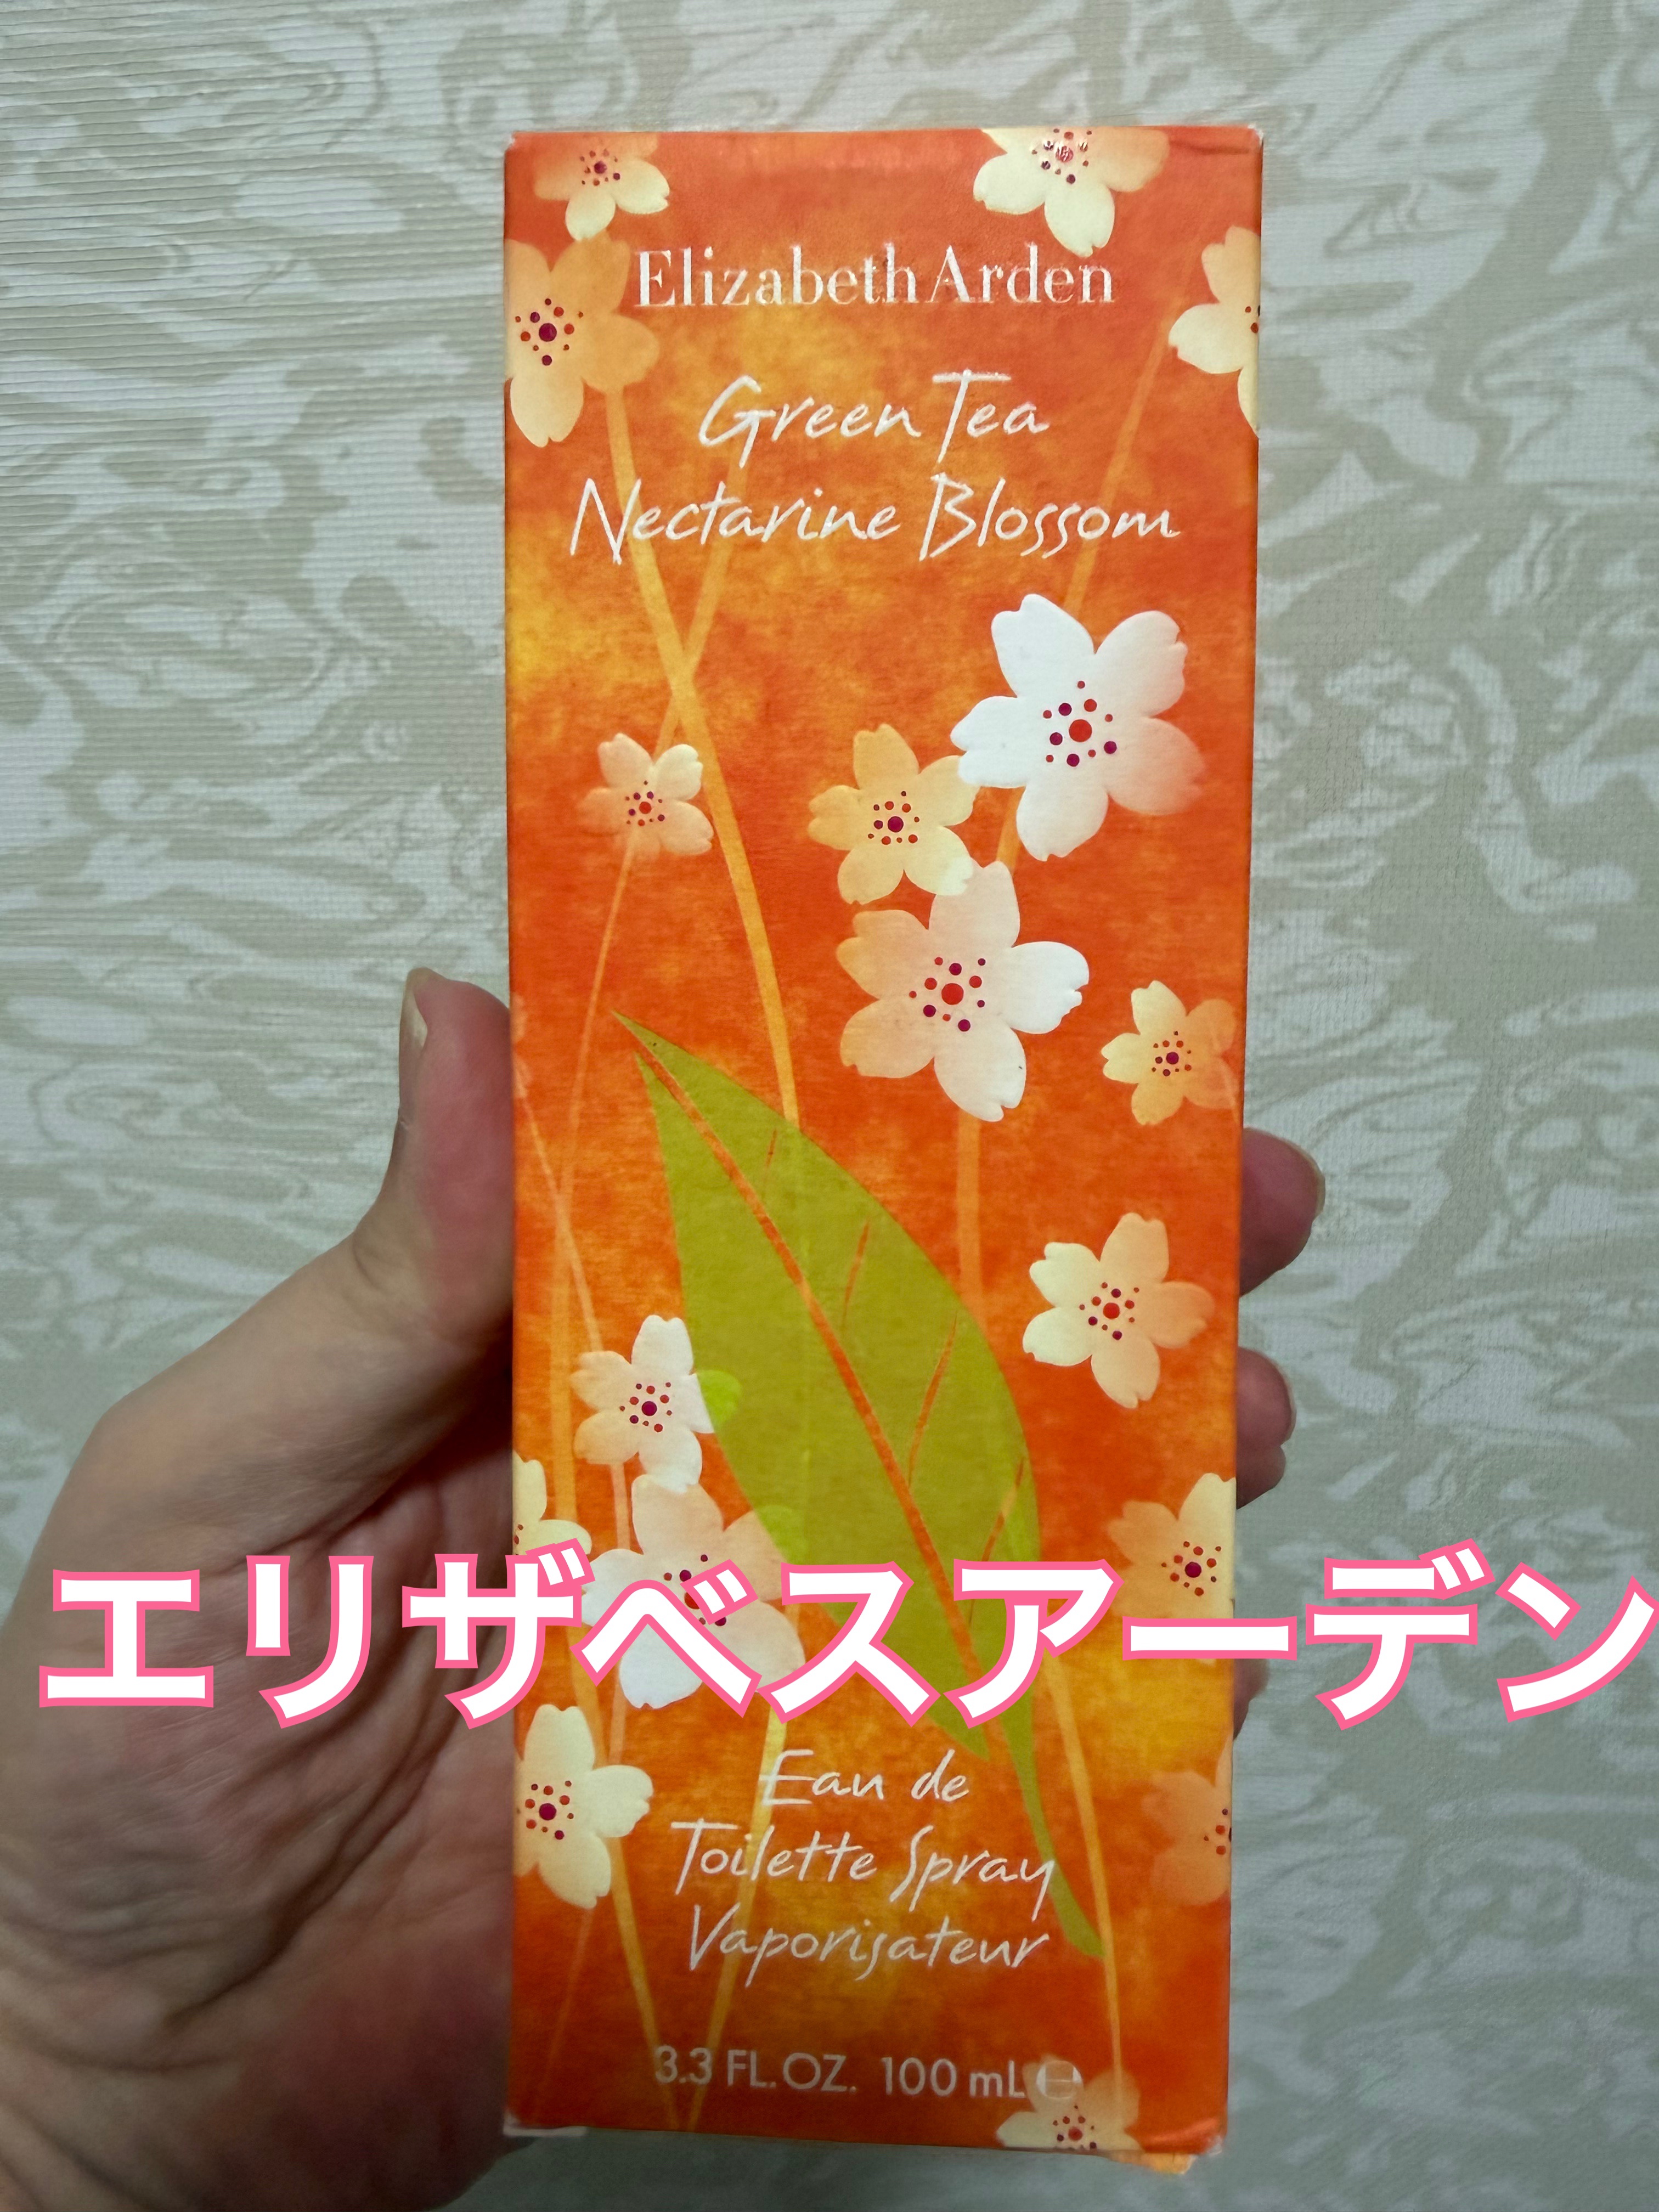 Elizabeth Arden
Green Tea
Nectarine Blossom
エリザベスアーデン
Eau de
Toilette Spray
Vaporisateur
3.3 FL.OZ. 100 mL ℮